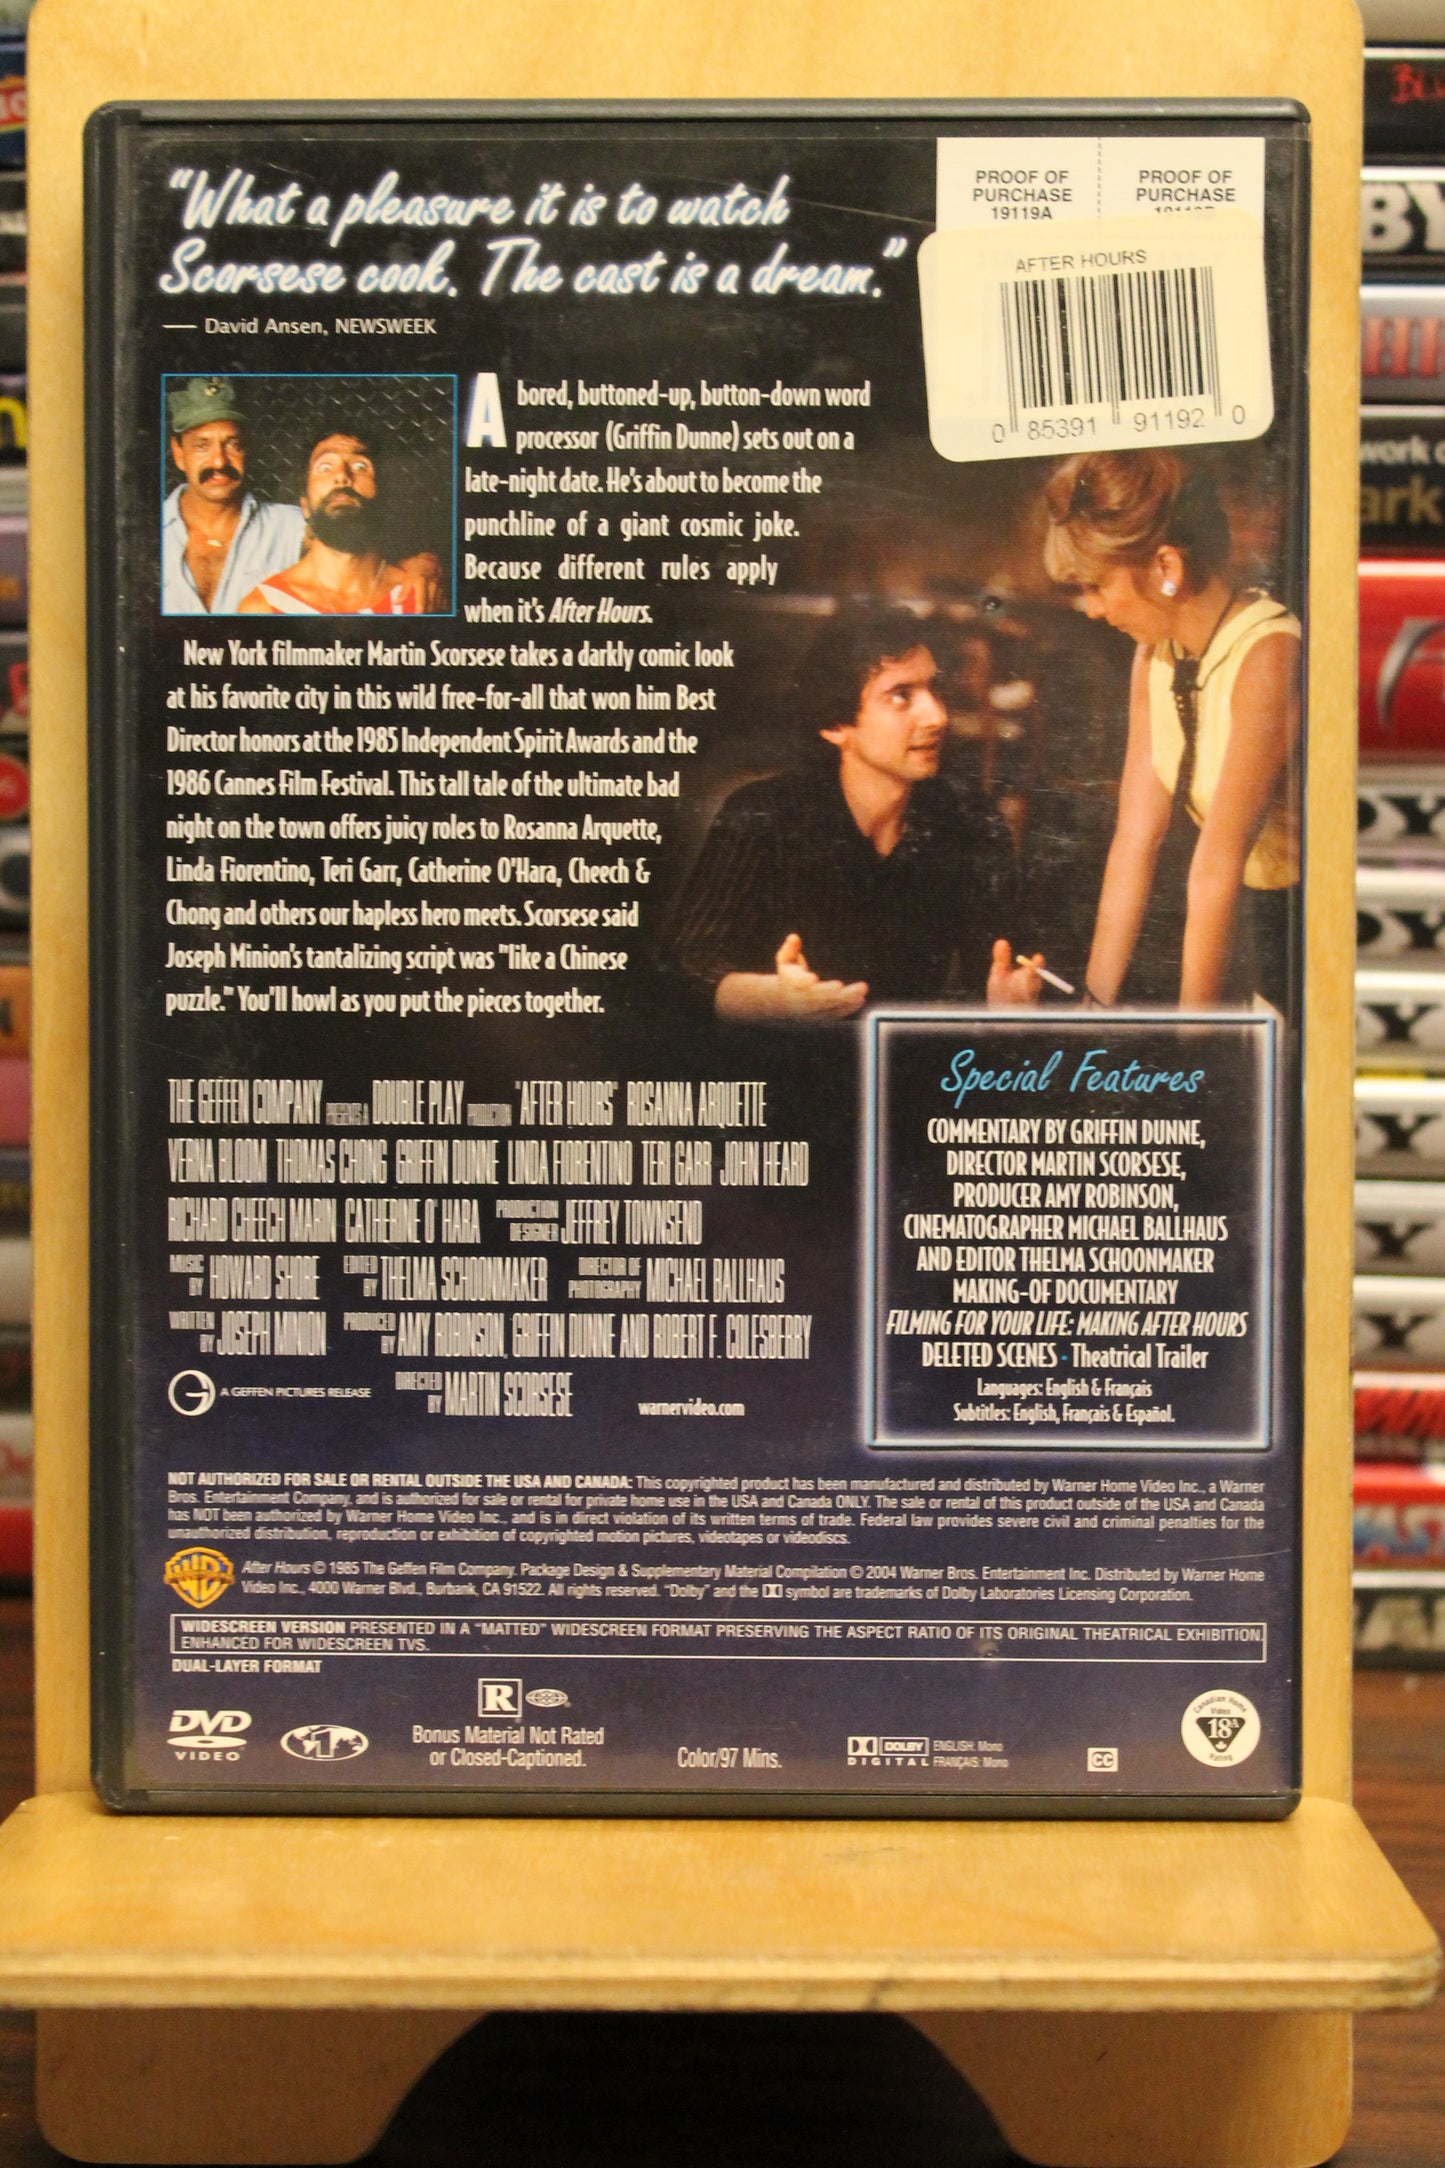 "What a pleasure it is to watch
Scorsese cook. The cast is a dream."
— David Ansen, NEWSWEEK
PROOF OF
PURCHASE
19119A
PROOF OF
PURCHASE
AFTER HOURS
0 85391 91192 0
A bored, buttoned-up, button-down word
processor (Griffin Dunne) sets out on a
late-night date. He's about to become the
punchline of a giant cosmic joke.
Because different rules apply
when it's After Hours.
New York filmmaker Martin Scorsese takes a darkly comic look
at his favorite city in this wild free-for-all that won him Best
Director honors at the 1985 Independent Spirit Awards and the
1986 Cannes Film Festival. This tall tale of the ultimate bad
night on the town offers juicy roles to Rosanna Arquette,
Linda Fiorentino, Teri Garr, Catherine O'Hara, Cheech &
Chong and others our hapless hero meets. Scorsese said
Joseph Minion's tantalizing script was "like a Chinese
puzzle." You'll howl as you put the pieces together.
THE GEFFEN COMPANY PRESENTS A DOUBLE PLAY PRODUCTION "AFTER HOURS" ROSANNA ARQUETTE
VERNA BLOOM THOMAS CHONG GRIFFIN DUNNE LINDA FIORENTINO TERI GARR JOHN HEARD
RICHARD CHEECH MARIN CATHERINE O'HARA PRODUCTION DESIGNER JEFFREY TOWNSEND
MUSIC BY HOWARD SHORE EDITED BY THELMA SCHOONMAKER DIRECTOR OF PHOTOGRAPHY MICHAEL BALLHAUS
WRITTEN BY JOSEPH MINION PRODUCED BY AMY ROBINSON, GRIFFIN DUNNE AND ROBERT F. COLESBERRY
A GEFFEN PICTURES RELEASE DIRECTED BY MARTIN SCORSESE warnervideo.com
Special Features
COMMENTARY BY GRIFFIN DUNNE,
DIRECTOR MARTIN SCORSESE,
PRODUCER AMY ROBINSON,
CINEMATOGRAPHER MICHAEL BALLHAUS
AND EDITOR THELMA SCHOONMAKER
MAKING-OF DOCUMENTARY
FILMING FOR YOUR LIFE: MAKING AFTER HOURS
DELETED SCENES · Theatrical Trailer
Languages: English & Français
Subtitles: English, Français & Español.
NOT AUTHORIZED FOR SALE OR RENTAL OUTSIDE THE USA AND CANADA: This copyrighted product has been manufactured and distributed by Warner Home Video Inc., a Warner
Bros. Entertainment Company, and is authorized for sale or rental for private home use in the USA and Canada ONLY. The sale or rental of this product outside of the USA and Canada
has NOT been authorized by Warner Home Video Inc., and is in direct violation of its written terms of trade. Federal law provides severe civil and criminal penalties for the
unauthorized distribution, reproduction or exhibition of copyrighted motion pictures, videotapes or videodiscs.
After Hours © 1985 The Geffen Film Company. Package Design & Supplementary Material Compilation © 2004 Warner Bros. Entertainment Inc. Distributed by Warner Home
Video Inc., 4000 Warner Blvd., Burbank, CA 91522. All rights reserved. "Dolby" and the symbol are trademarks of Dolby Laboratories Licensing Corporation.
WIDESCREEN VERSION PRESENTED IN A "MATTED" WIDESCREEN FORMAT PRESERVING THE ASPECT RATIO OF ITS ORIGINAL THEATRICAL EXHIBITION.
ENHANCED FOR WIDESCREEN TVS.
DUAL-LAYER FORMAT
DVD
VIDEO
1
R
Bonus Material Not Rated
or Closed-Captioned.
Color/97 Mins.
DOLBY
DIGITAL
ENGLISH: Mono
FRANÇAIS: Mono
CC
Canadian Home
Video
18A
Rating